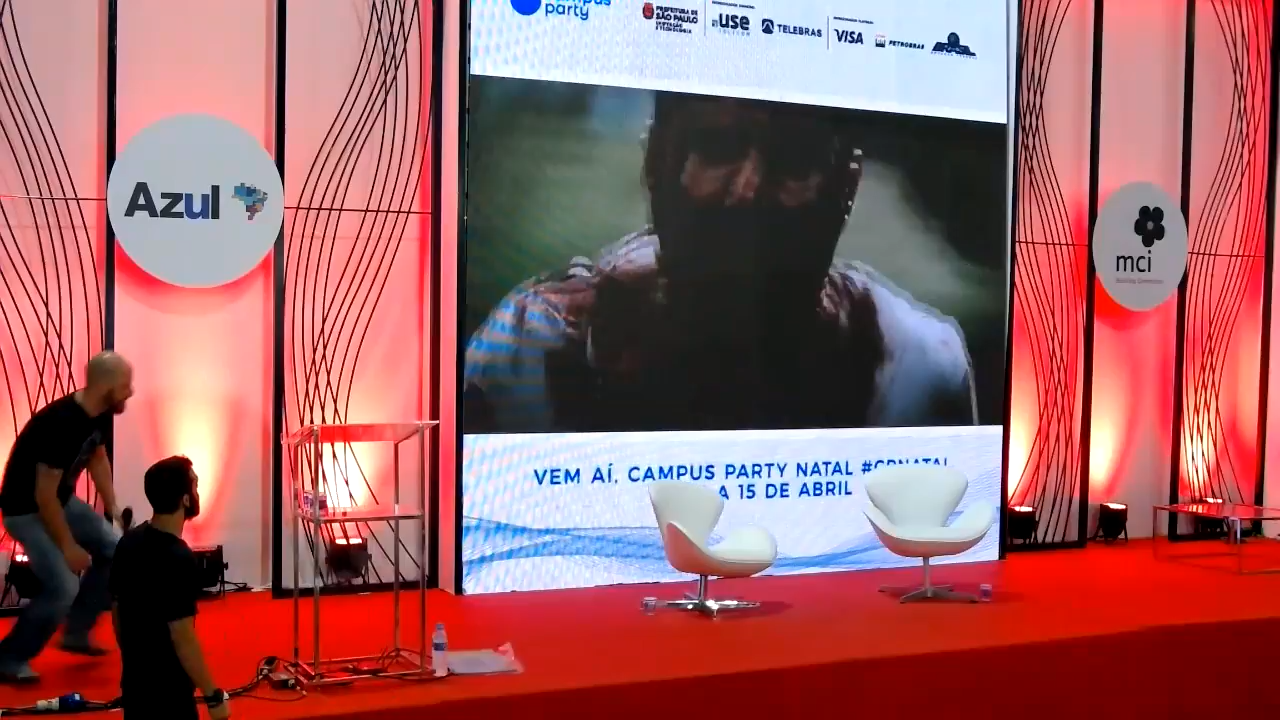 party
PREFEITURA DE
SÃO PAULO
use
TELECOM
TELEBRAS
VISA
PETROBRAS
Azul
mci
VEM AÍ, CAMPUS PARTY NATAL
A 15 DE ABRIL